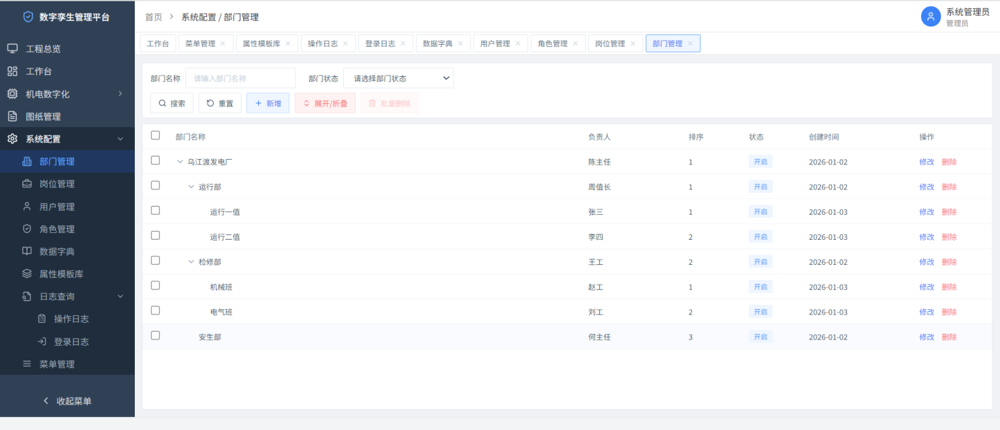 数字孪生管理平台
首页 > 系统配置 / 部门管理
系统管理员
管理员
工程总览
工作台
机电数字化
图纸管理
系统配置
部门管理
岗位管理
用户管理
角色管理
数据字典
属性模板库
日志查询
操作日志
登录日志
菜单管理
收起菜单
工作台 菜单管理 × 属性模板库 × 操作日志 × 登录日志 × 数据字典 × 用户管理 × 角色管理 × 岗位管理 × 部门管理 ×
部门名称 请输入部门名称 部门状态 请选择部门状态
搜索 重置 + 新增 展开/折叠 批量删除
部门名称 负责人 排序 状态 创建时间 操作
乌江渡发电厂 陈主任 1 开启 2026-01-02 修改 删除
运行部 周值长 1 开启 2026-01-02 修改 删除
运行一值 张三 1 开启 2026-01-03 修改 删除
运行二值 李四 2 开启 2026-01-03 修改 删除
检修部 王工 2 开启 2026-01-02 修改 删除
机械班 赵工 1 开启 2026-01-03 修改 删除
电气班 刘工 2 开启 2026-01-03 修改 删除
安生部 何主任 3 开启 2026-01-02 修改 删除